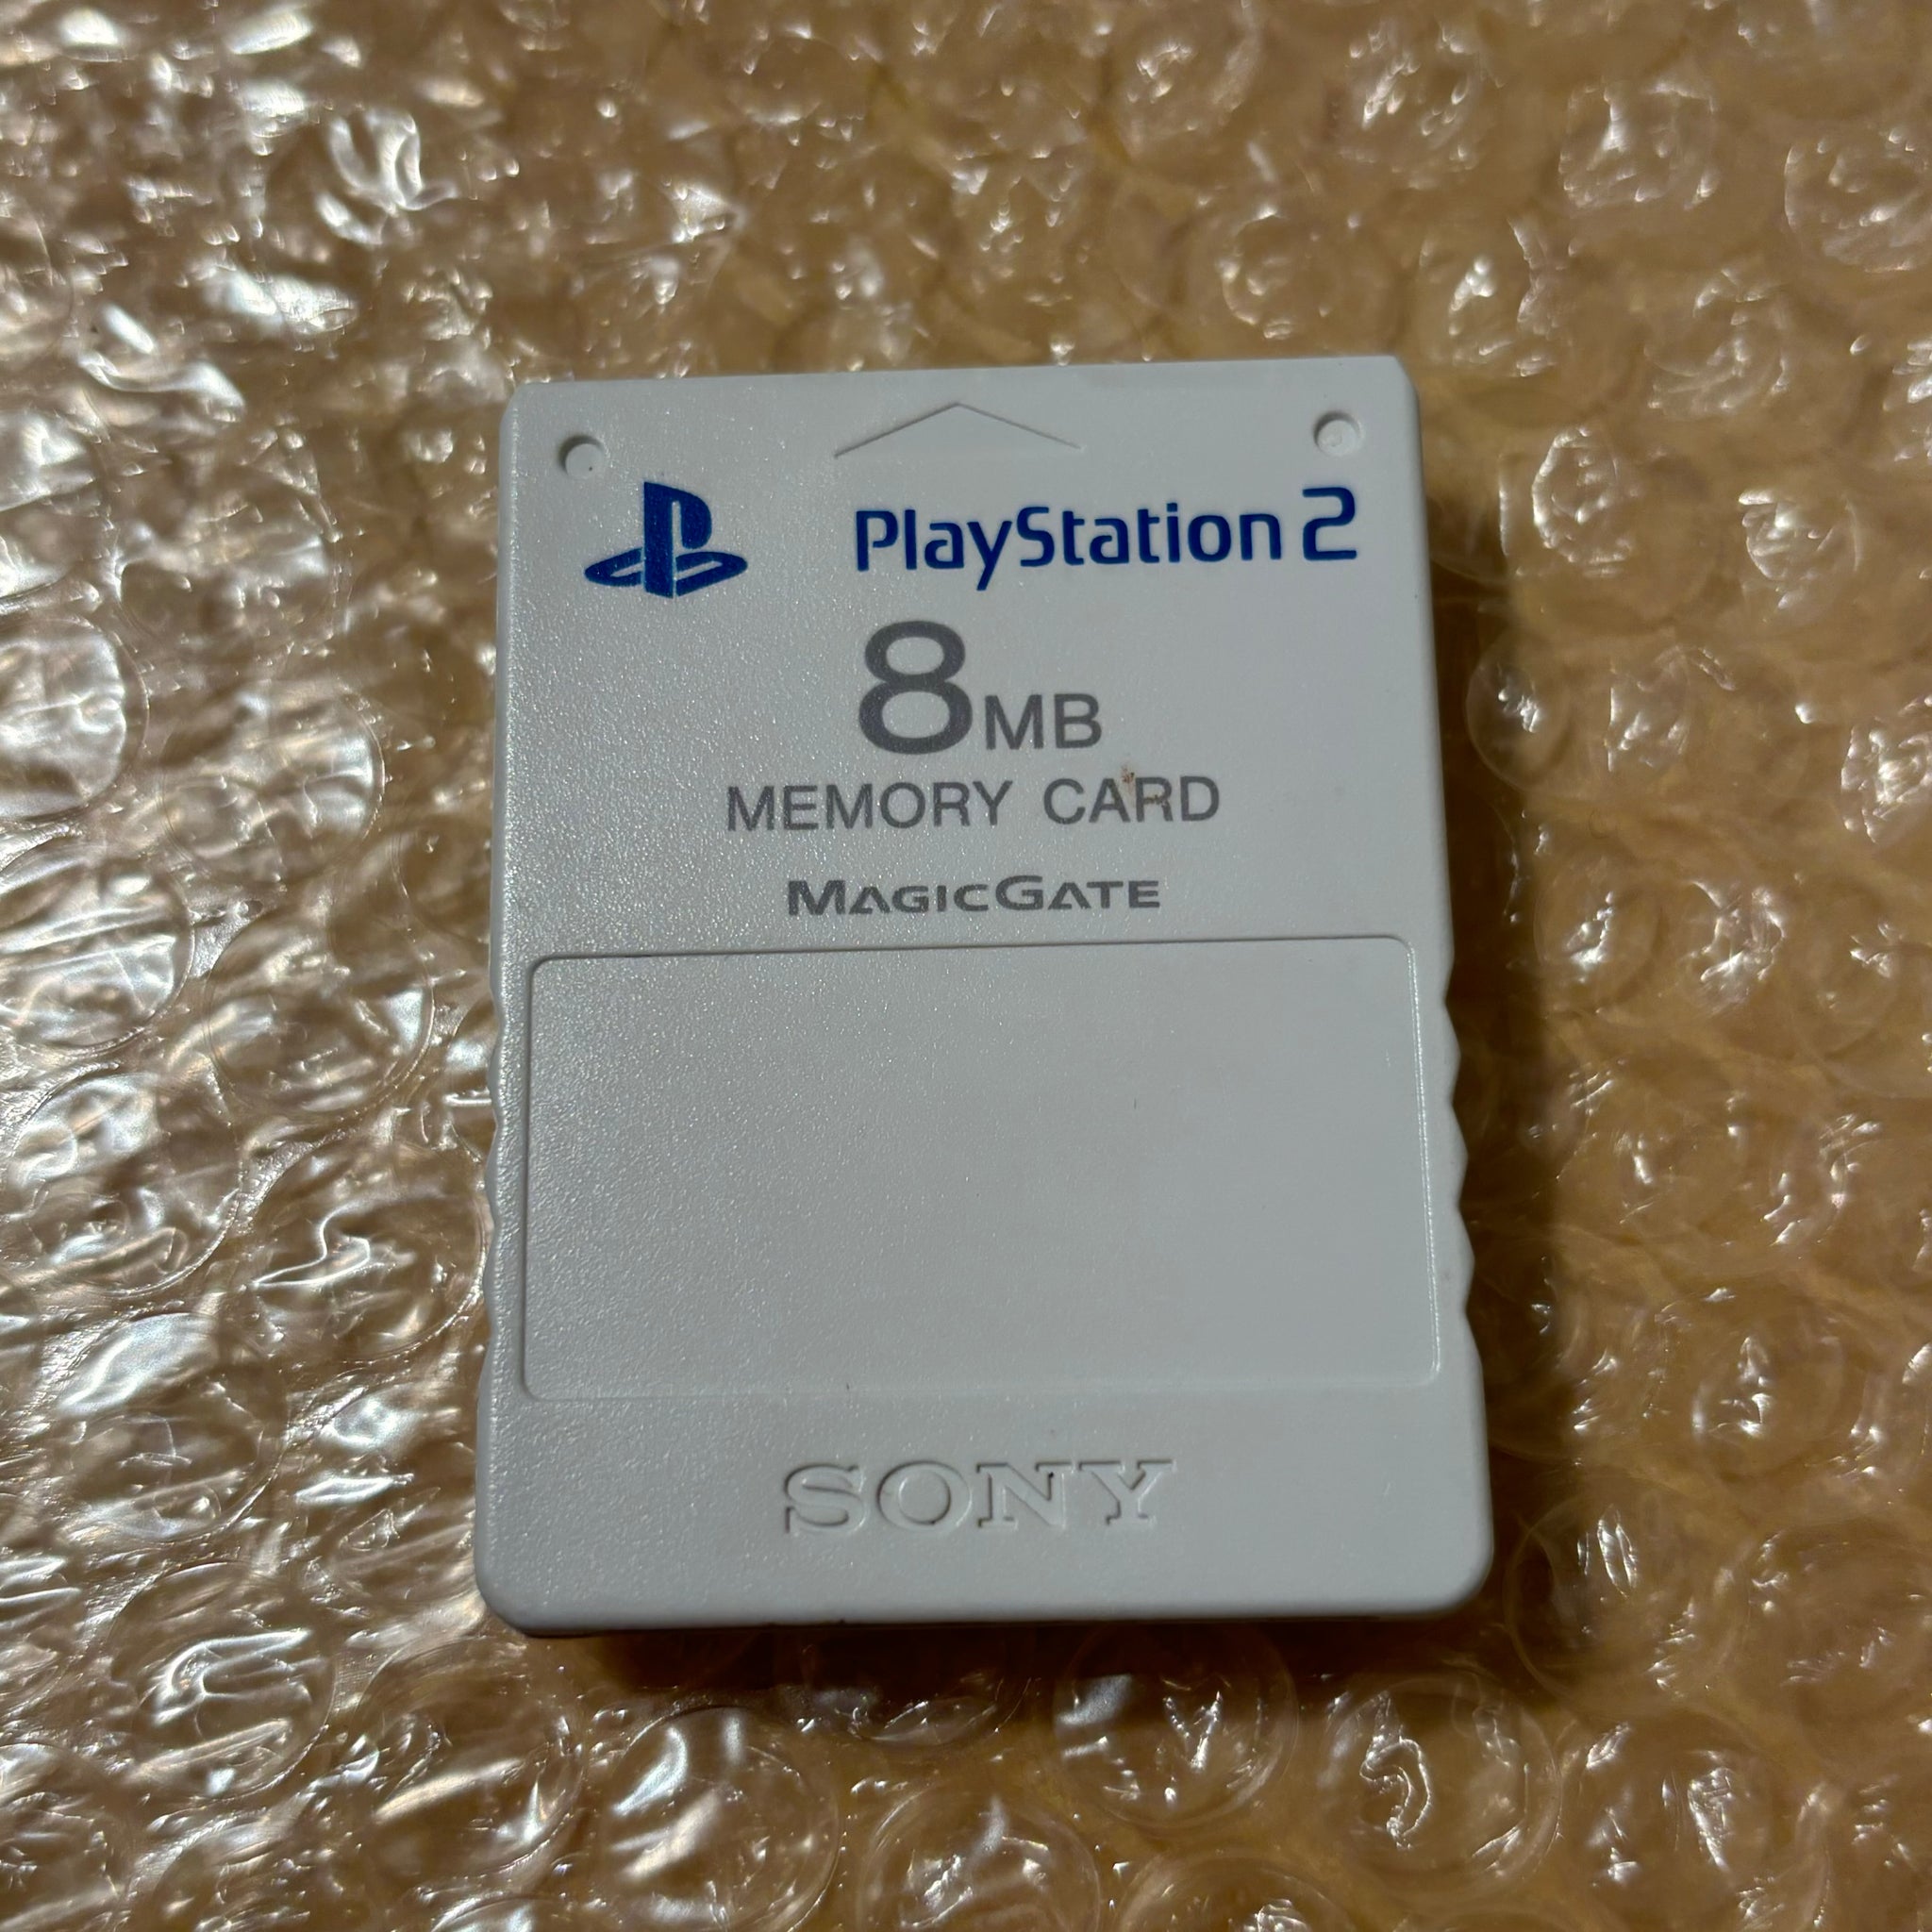 PlayStation 2
8MB
MEMORY CARD
MAGICGATE
SONY